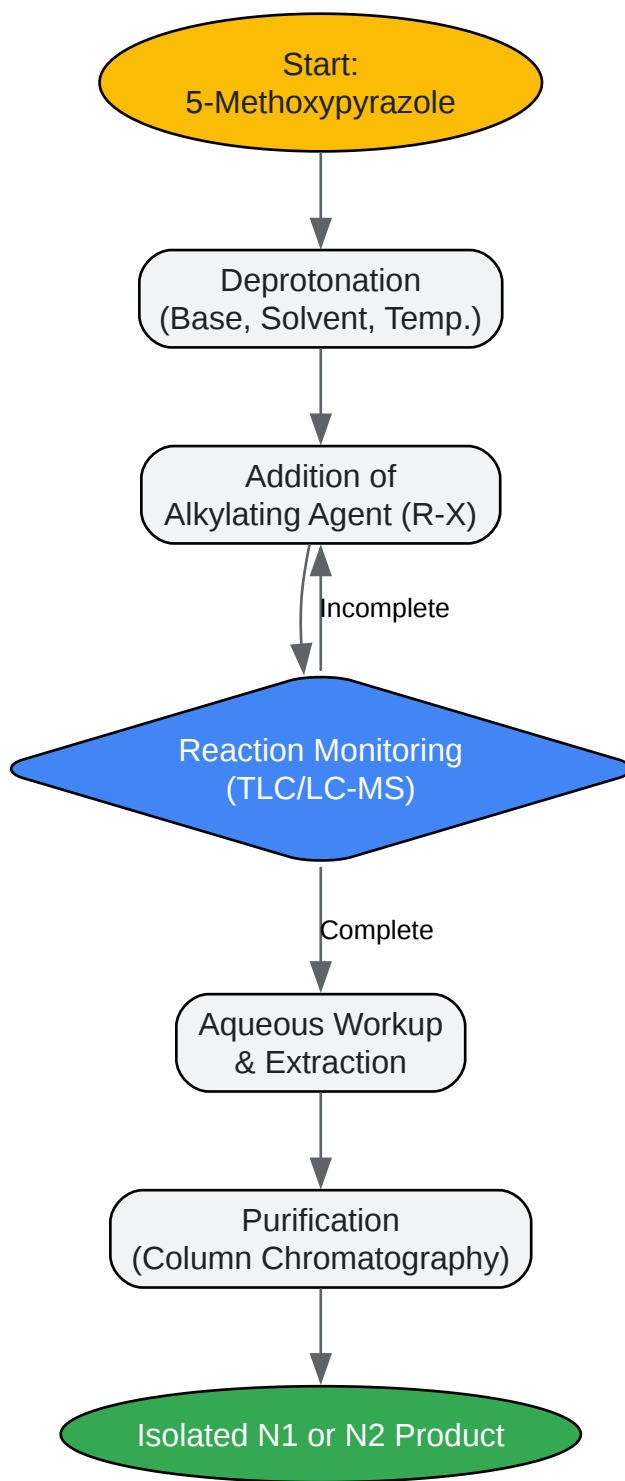 Start:
5-Methoxypyrazole
Deprotonation
(Base, Solvent, Temp.)
Addition of
Alkylating Agent (R-X)
Incomplete
Reaction Monitoring
(TLC/LC-MS)
Complete
Aqueous Workup
& Extraction
Purification
(Column Chromatography)
Isolated N1 or N2 Product